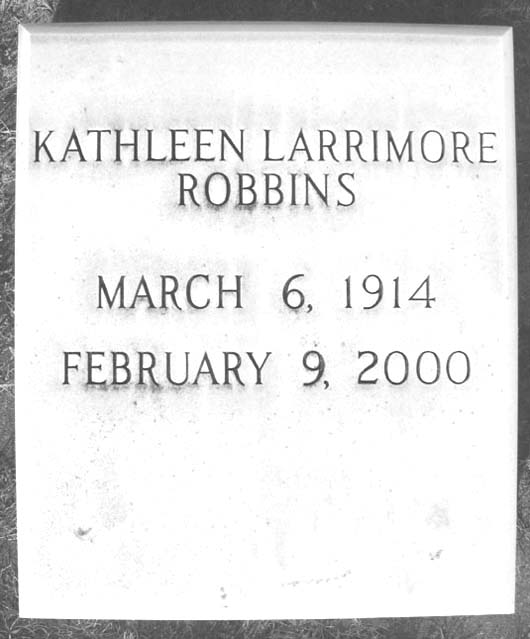 KATHLEEN LARRIMORE
ROBBINS
MARCH 6, 1914
FEBRUARY 9, 2000